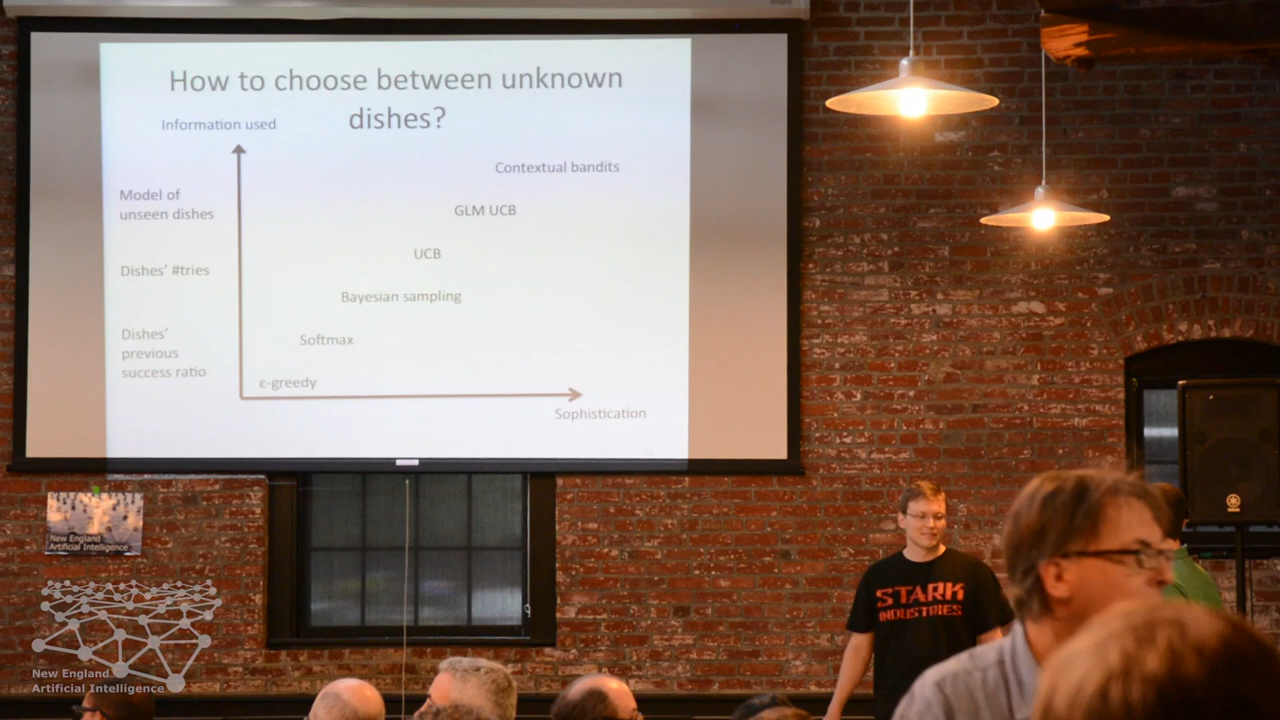 How to choose between unknown
dishes?
Information used
Contextual bandits
Model of
unseen dishes
GLM UCB
UCB
Dishes' #tries
Bayesian sampling
Dishes'
previous
success ratio
Softmax
ε-greedy
Sophistication
New England
Artificial Intelligence
STARK
INDUSTRIES
New England
Artificial Intelligence